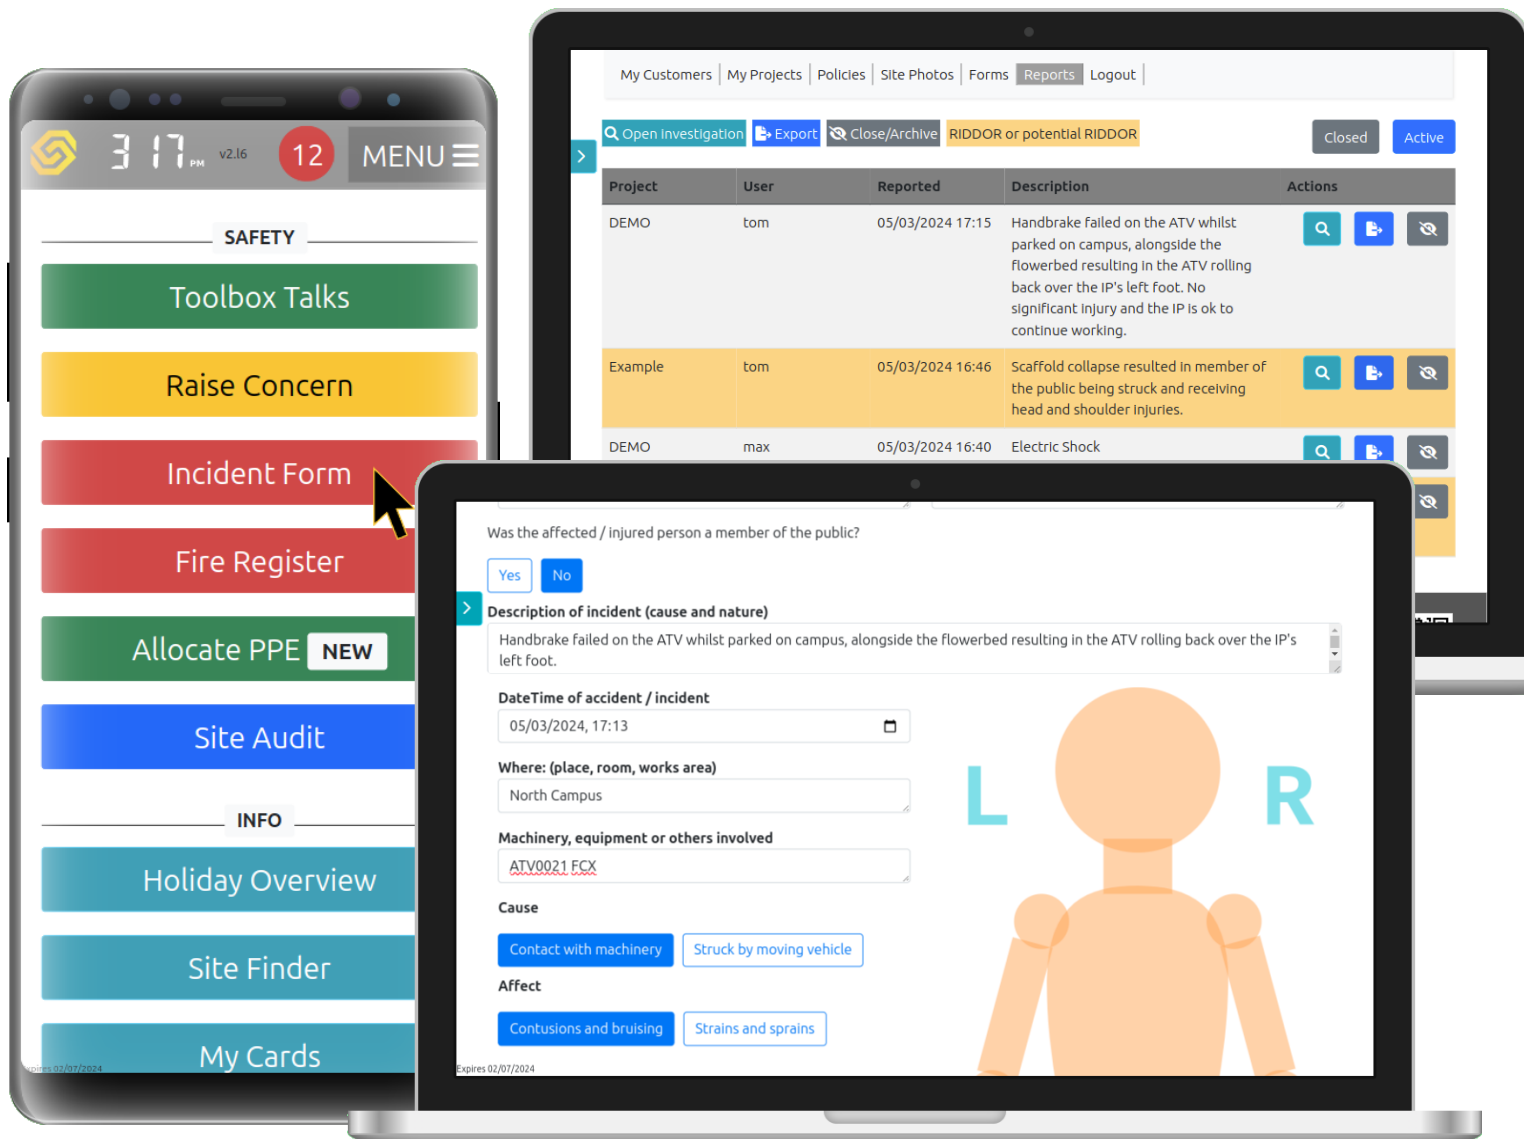 3 17 PM v2.16 12 MENU
SAFETY
Toolbox Talks
Raise Concern
Incident Form
Fire Register
Allocate PPE NEW
Site Audit
INFO
Holiday Overview
Site Finder
My Cards
xpires 02/07/2024
My Customers My Projects Policies Site Photos Forms Reports Logout
Open Investigation Export Close/Archive RIDDOR or potential RIDDOR Closed Active
Project User Reported Description Actions
DEMO tom 05/03/2024 17:15 Handbrake failed on the ATV whilst
parked on campus, alongside the
flowerbed resulting in the ATV rolling
back over the IP's left foot. No
significant injury and the IP is ok to
continue working.
Example tom 05/03/2024 16:46 Scaffold collapse resulted in member of
the public being struck and receiving
head and shoulder injuries.
DEMO max 05/03/2024 16:40 Electric Shock
Was the affected / injured person a member of the public?
Yes No
Description of incident (cause and nature)
Handbrake failed on the ATV whilst parked on campus, alongside the flowerbed resulting in the ATV rolling back over the IP's
left foot.
DateTime of accident / incident
05/03/2024, 17:13
Where: (place, room, works area)
North Campus
L R
Machinery, equipment or others involved
ATV0021 FCX
Cause
Contact with machinery Struck by moving vehicle
Affect
Contusions and bruising Strains and sprains
Expires 02/07/2024